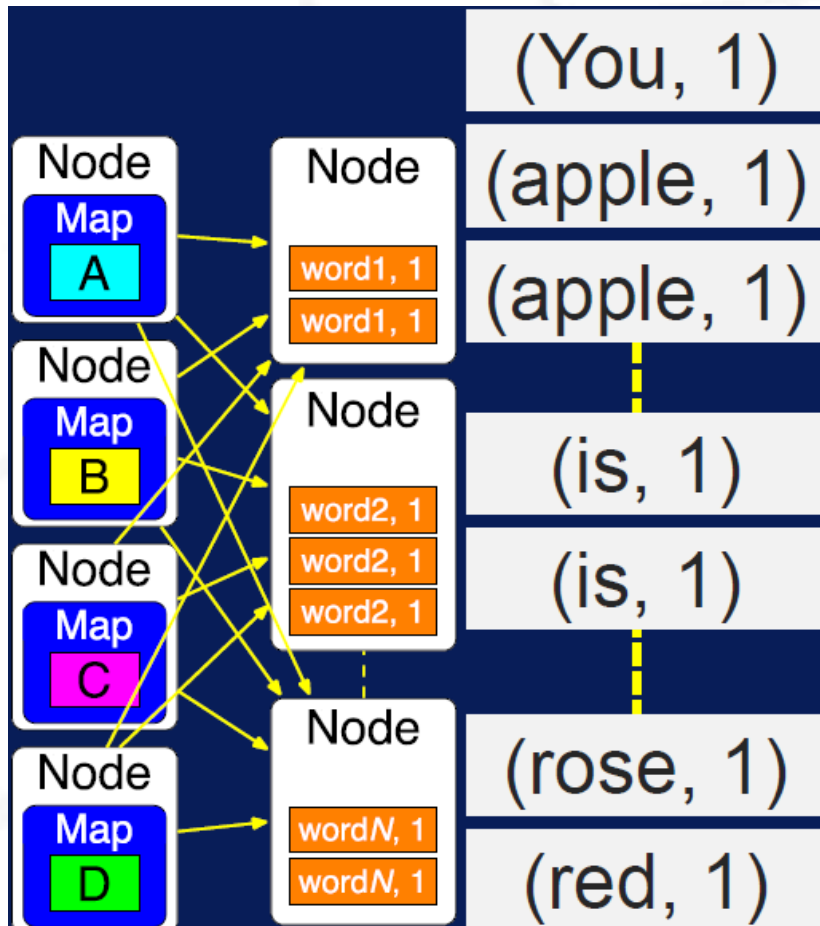 Node
Map
A
Node
Map
B
Node
Map
C
Node
Map
D
Node
word1, 1
word1, 1
Node
word2, 1
word2, 1
word2, 1
Node
wordN, 1
wordN, 1
(You, 1)
(apple, 1)
(apple, 1)
(is, 1)
(is, 1)
(rose, 1)
(red, 1)